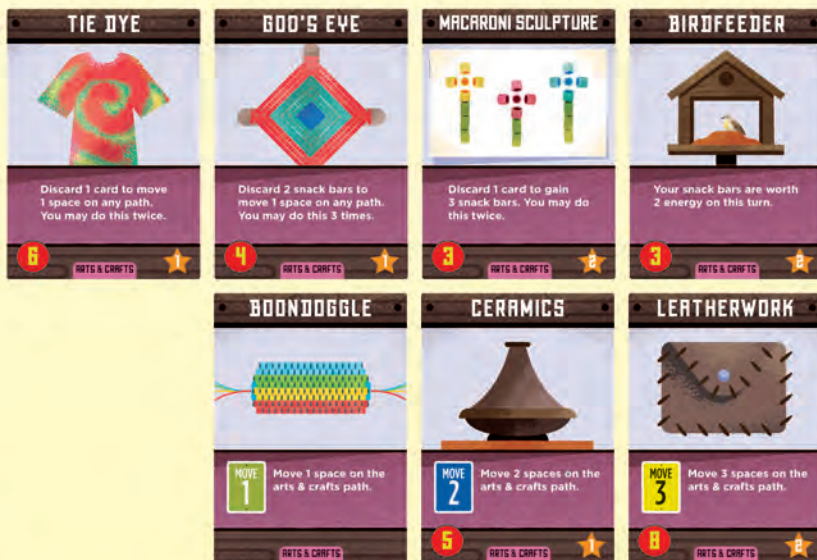 TIE DYE
Discard 1 card to move
1 space on any path.
You may do this twice.
6
ARTS & CRAFTS
1
GOD'S EYE
Discard 2 snack bars to
move 1 space on any path.
You may do this 3 times.
4
ARTS & CRAFTS
1
MACARONI SCULPTURE
Discard 1 card to gain
3 snack bars. You may do
this twice.
3
ARTS & CRAFTS
2
BIRDFEEDER
Your snack bars are worth
2 energy on this turn.
3
ARTS & CRAFTS
2
BOONDOGGLE
MOVE
1
Move 1 space on the
arts & crafts path.
ARTS & CRAFTS
CERAMICS
MOVE
2
Move 2 spaces on the
arts & crafts path.
5
ARTS & CRAFTS
1
LEATHERWORK
MOVE
3
Move 3 spaces on the
arts & crafts path.
8
ARTS & CRAFTS
2